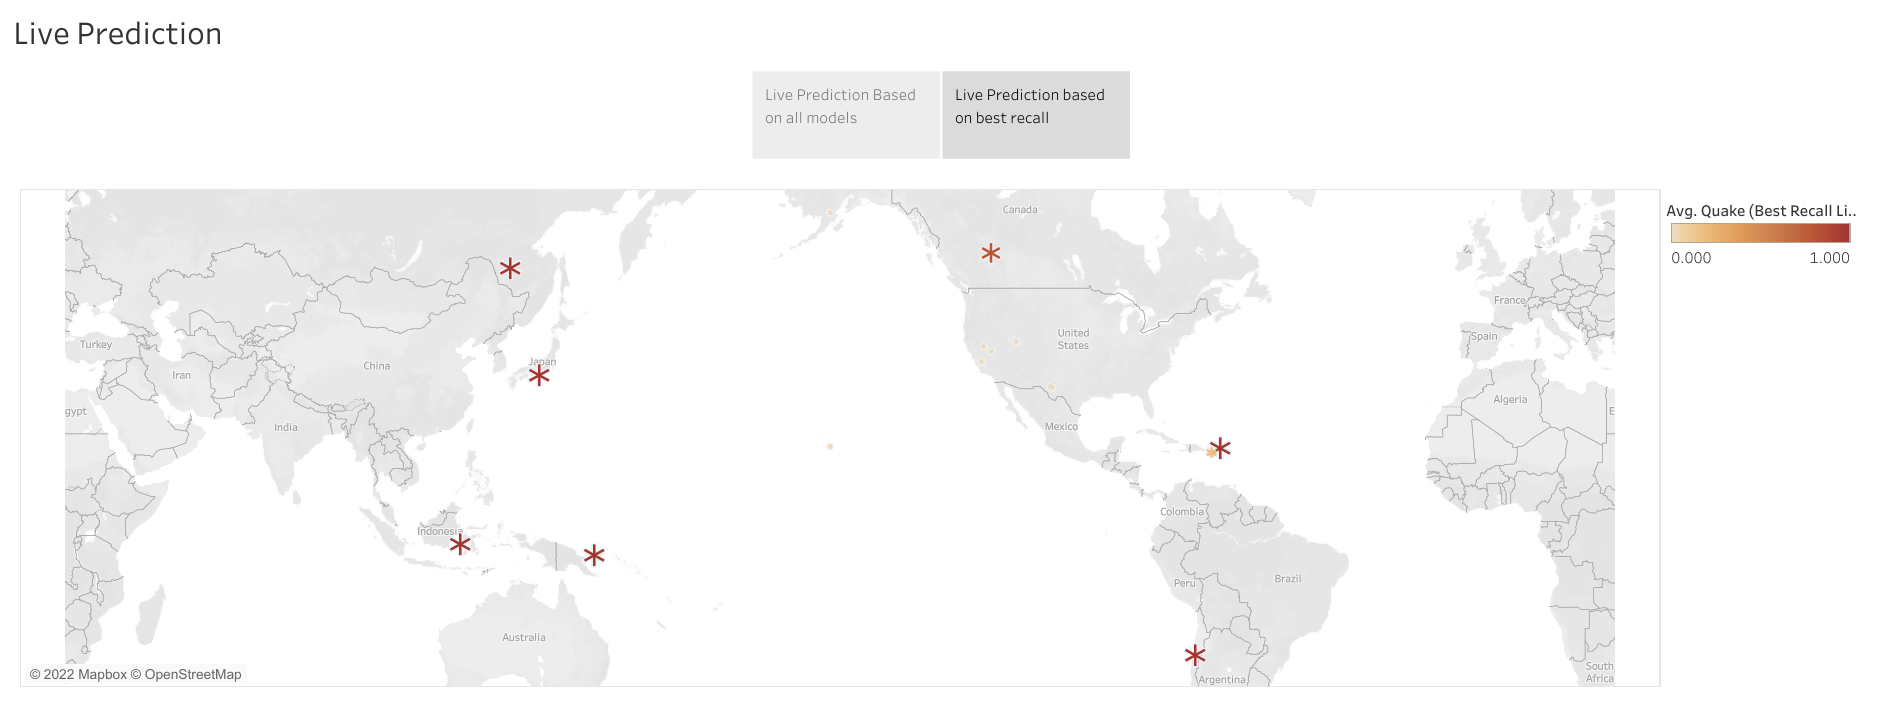 Live Prediction
Live Prediction Based
on all models
Live Prediction based
on best recall
Avg. Quake (Best Recall Li..
0.000
1.000
Canada
United
States
Mexico
Turkey
Iran
China
Japan
gypt
India
Indonesia
Australia
Colombia
Peru
Brazil
Argentina
France
Spain
Algeria
E
South
Africa
© 2022 Mapbox © OpenStreetMap